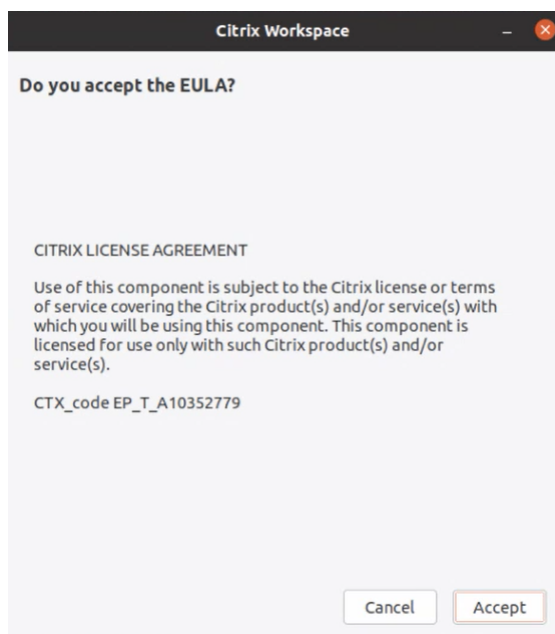 Citrix Workspace
Do you accept the EULA?
CITRIX LICENSE AGREEMENT
Use of this component is subject to the Citrix license or terms
of service covering the Citrix product(s) and/or service(s) with
which you will be using this component. This component is
licensed for use only with such Citrix product(s) and/or
service(s).
CTX_code EP_T_A10352779
Cancel Accept